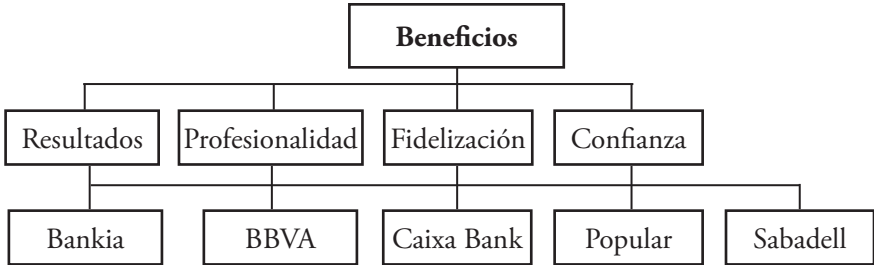 Beneficios
Resultados
Profesionalidad
Fidelización
Confianza
Bankia
BBVA
Caixa Bank
Popular
Sabadell